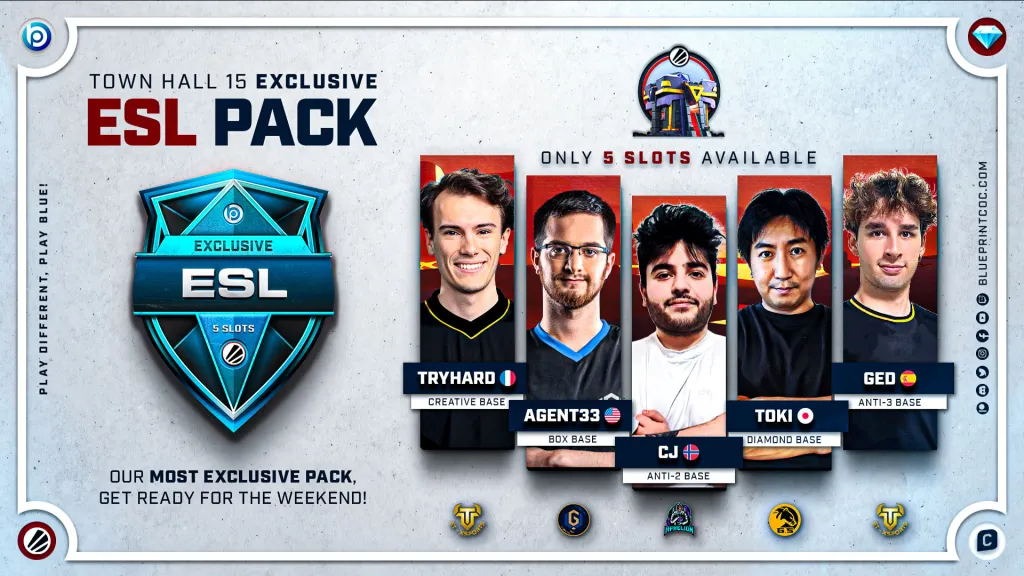 TOWN HALL 15 EXCLUSIVE
ESL PACK
EXCLUSIVE
ESL
5 SLOTS
OUR MOST EXCLUSIVE PACK,
GET READY FOR THE WEEKEND!
PLAY DIFFERENT, PLAY BLUE!
ONLY 5 SLOTS AVAILABLE
TRYHARD
CREATIVE BASE
AGENT33
BOX BASE
CJ
ANTI-2 BASE
TOKI
DIAMOND BASE
GED
ANTI-3 BASE
BLUEPRINTCOC.COM
C